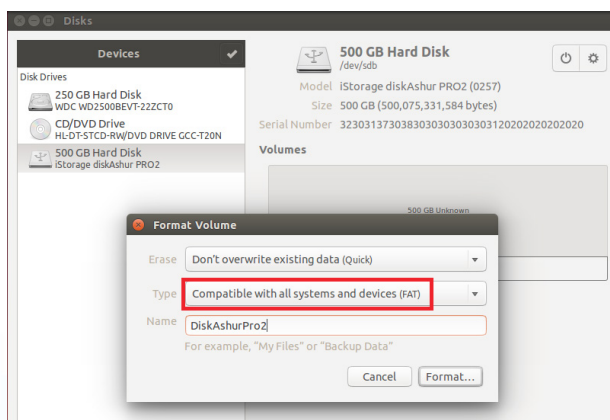 Disks
Devices
Disk Drives
250 GB Hard Disk
WDC WD2500BEVT-22ZCT0
CD/DVD Drive
HL-DT-STCD-RW/DVD DRIVE GCC-T20N
500 GB Hard Disk
iStorage diskAshur PRO2
500 GB Hard Disk
/dev/sdb
Model iStorage diskAshur PRO2 (0257)
Size 500 GB (500,075,331,584 bytes)
Serial Number 32303137303830303030303031202020202020
Volumes
500 GB Unknown
Format Volume
Erase Don't overwrite existing data (Quick)
Type Compatible with all systems and devices (FAT)
Name DiskAshurPro2
For example, "My Files" or "Backup Data"
Cancel Format...